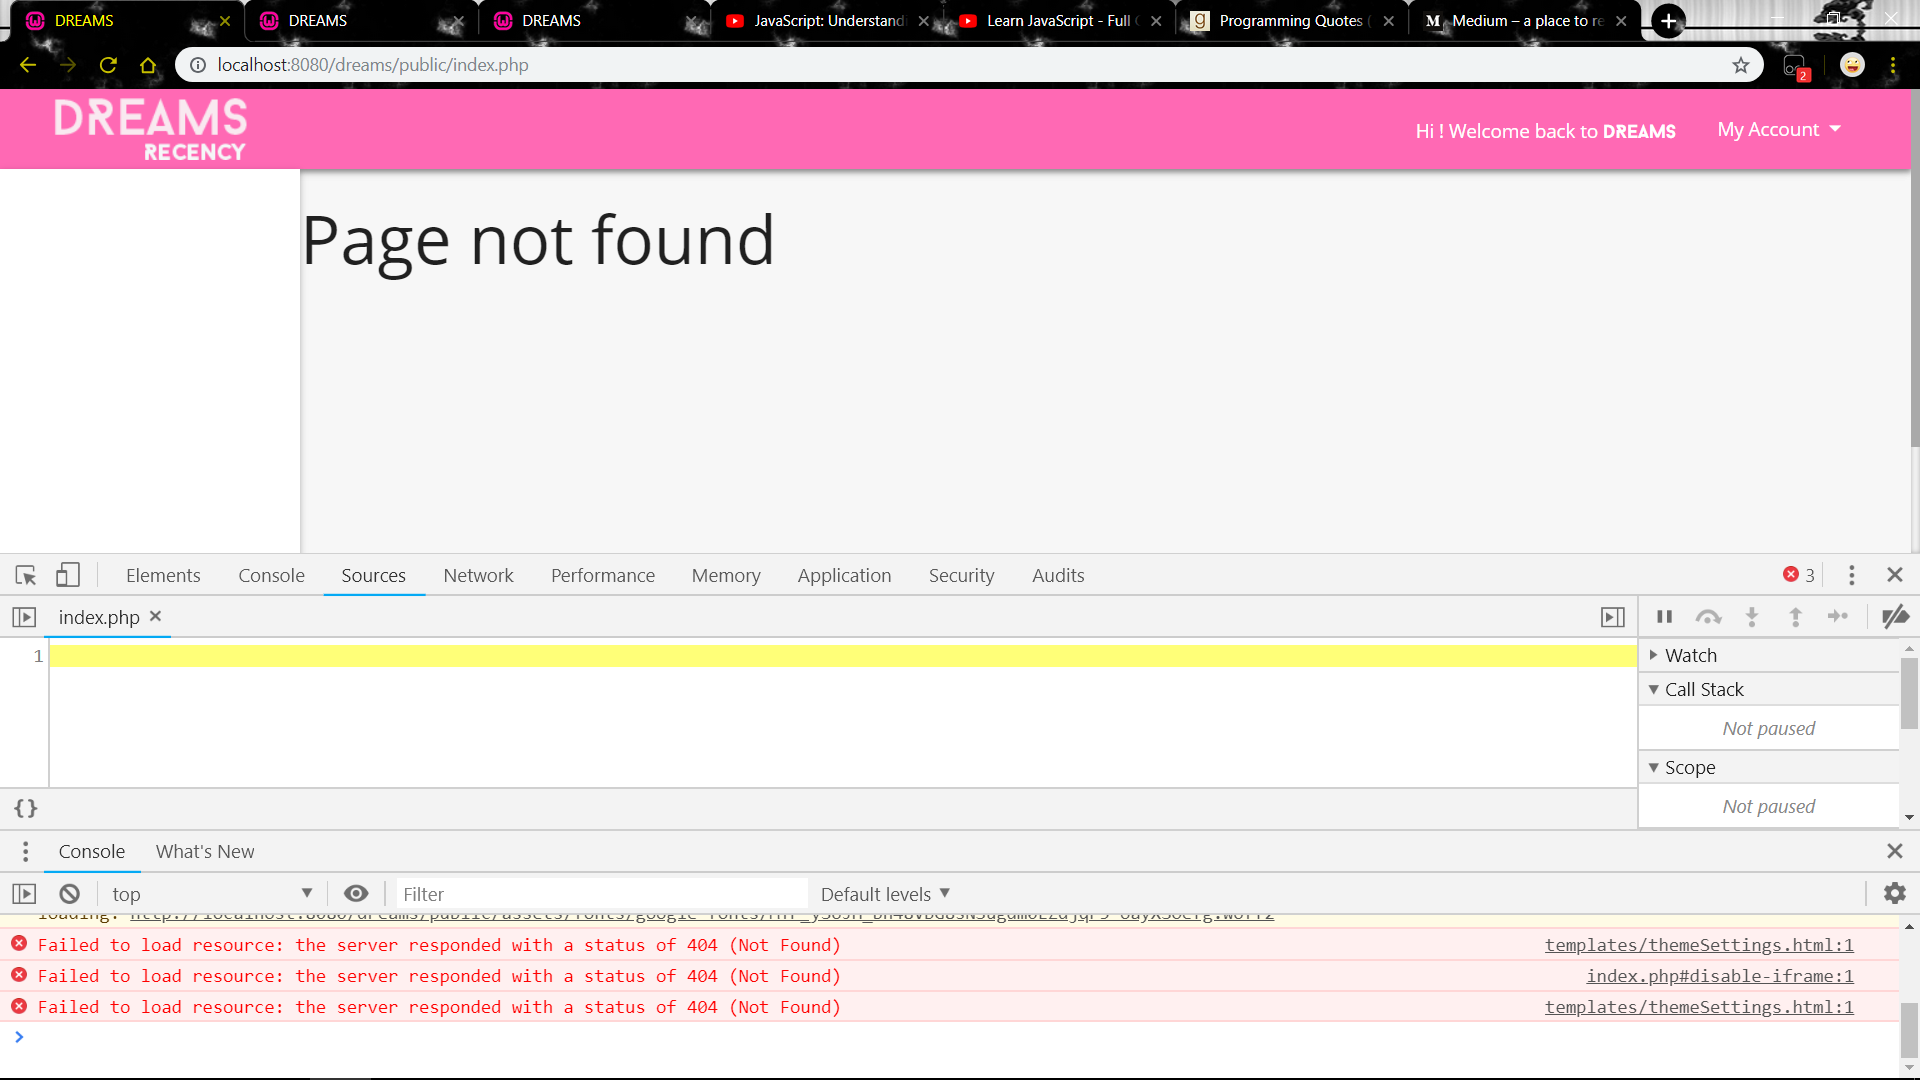 DREAMS
DREAMS
DREAMS
JavaScript: Understandi
Learn JavaScript - Full
Programming Quotes
Medium – a place to re
localhost:8080/dreams/public/index.php
2
DREAMS
RECENCY
Hi ! Welcome back to DREAMS
My Account
Page not found
Elements
Console
Sources
Network
Performance
Memory
Application
Security
Audits
3
index.php
1
Watch
Call Stack
Not paused
Scope
Not paused
{}
Console
What's New
top
Filter
Default levels
Failed to load resource: the server responded with a status of 404 (Not Found)
templates/themeSettings.html:1
Failed to load resource: the server responded with a status of 404 (Not Found)
index.php#disable-iframe:1
Failed to load resource: the server responded with a status of 404 (Not Found)
templates/themeSettings.html:1